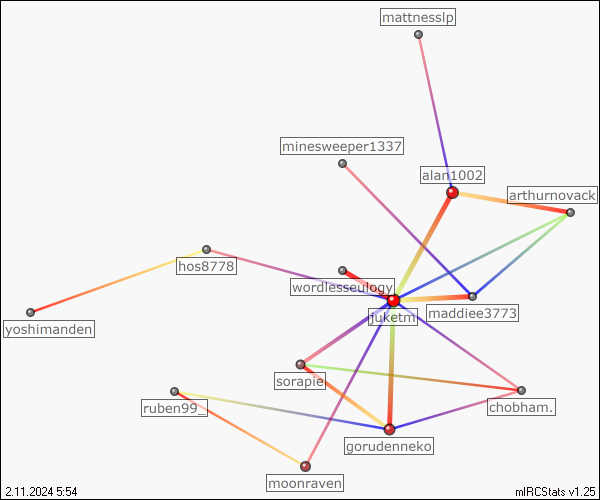 mattnesslp
minesweeper1337
alan1002
arthurnovack
hos8778
wordlesseulogy
juketm
maddiee3773
yoshimanden
sorapie
ruben99_
chobham.
gorudenneko
moonraven
2.11.2024 5:54
mIRCStats v1.25